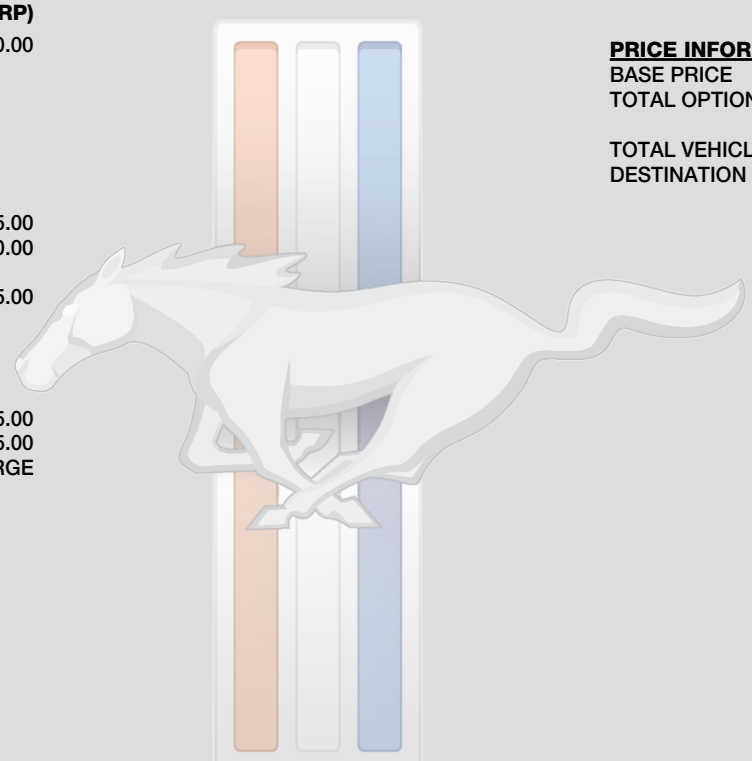 RP)
0.00
5.00
0.00
5.00
5.00
5.00
RGE
PRICE INFOR
BASE PRICE
TOTAL OPTION
TOTAL VEHICL
DESTINATION